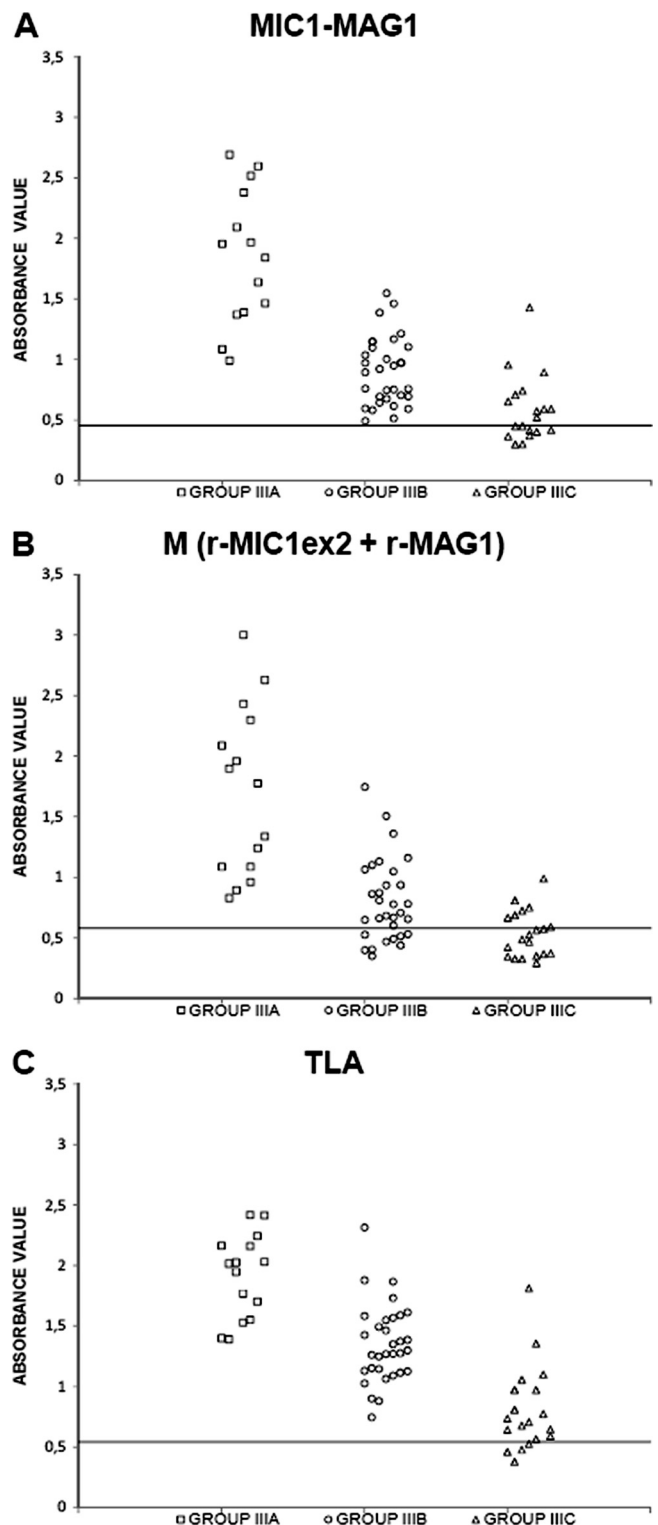 A MIC1-MAG1
3,5
3
2,5
2
1,5
1
0,5
0
ABSORBANCE VALUE
GROUP IIIA GROUP IIIB GROUP IIIC
B M (r-MIC1ex2 + r-MAG1)
3,5
3
2,5
2
1,5
1
0,5
0
ABSORBANCE VALUE
GROUP IIIA GROUP IIIB GROUP IIIC
C TLA
3,5
3
2,5
2
1,5
1
0,5
0
ABSORBANCE VALUE
GROUP IIIA GROUP IIIB GROUP IIIC